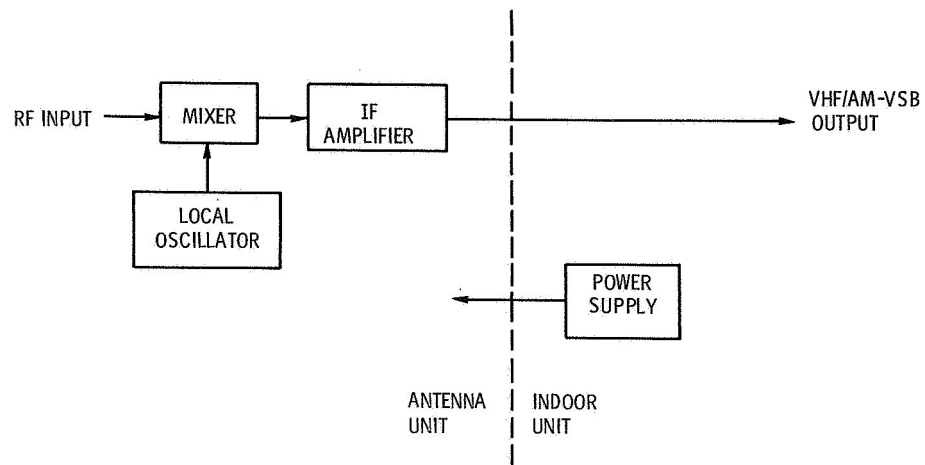 RF INPUT
MIXER
IF
AMPLIFIER
VHF/AM-VSB
OUTPUT
LOCAL
OSCILLATOR
POWER
SUPPLY
ANTENNA
UNIT
INDOOR
UNIT